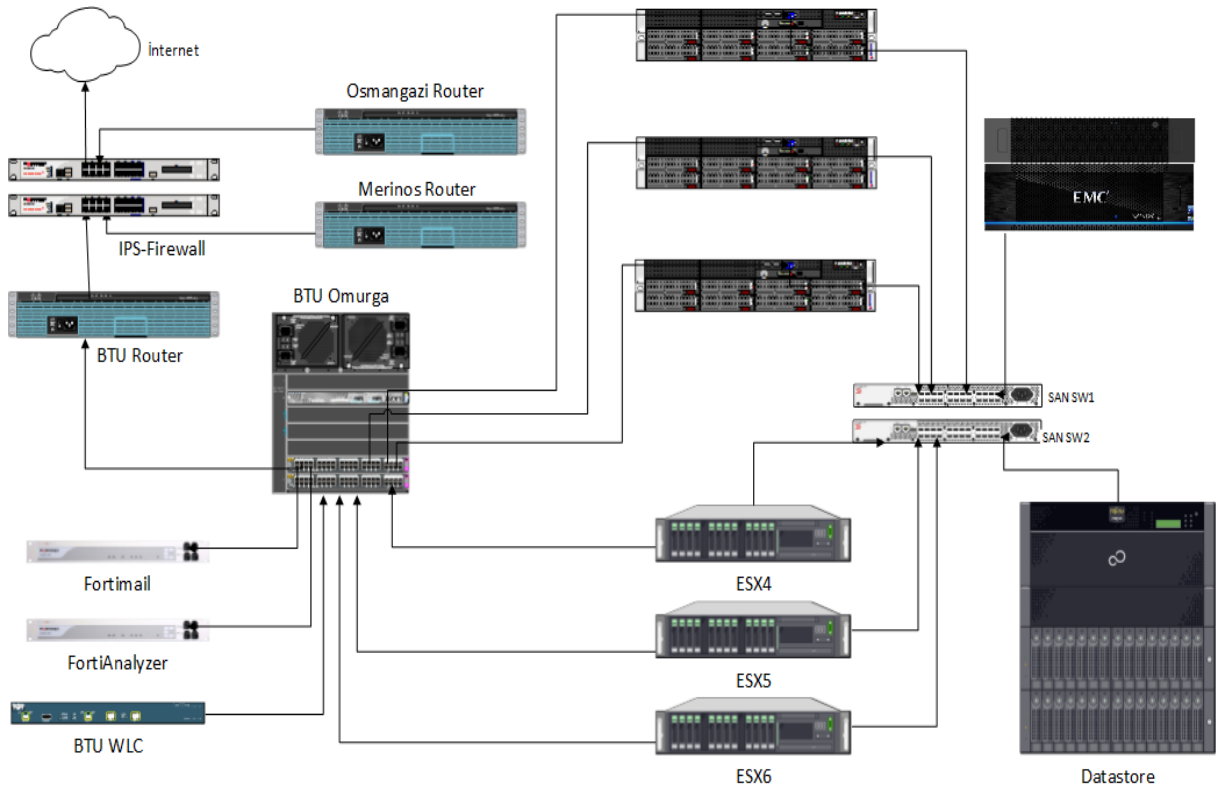 İnternet
Osmangazi Router
Merinos Router
IPS-Firewall
BTU Omurga
EMC
BTU Router
SAN SW1
SAN SW2
Fortimail
ESX4
FortiAnalyzer
ESX5
BTU WLC
ESX6
Datastore